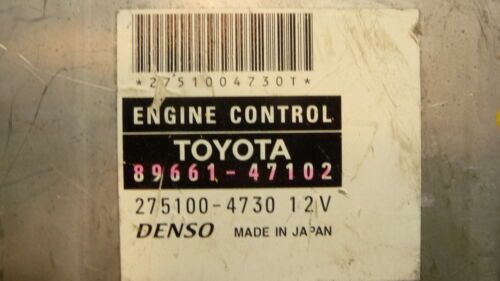 *2751004730T*
ENGINE CONTROL
TOYOTA
89661-47102
275100-4730 12V
DENSO MADE IN JAPAN